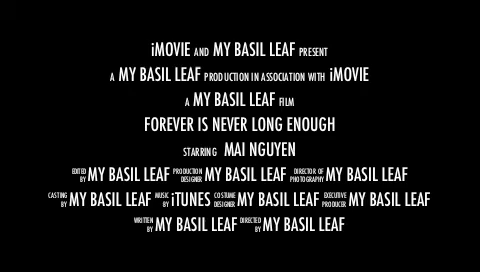 iMOVIE AND MY BASIL LEAF PRESENT
A MY BASIL LEAF PRODUCTION IN ASSOCIATION WITH iMOVIE
A MY BASIL LEAF FILM
FOREVER IS NEVER LONG ENOUGH
STARRING MAI NGUYEN
EDITED BY MY BASIL LEAF PRODUCTION DESIGNER MY BASIL LEAF DIRECTOR OF PHOTOGRAPHY MY BASIL LEAF
CASTING BY MY BASIL LEAF MUSIC BY iTUNES COSTUME DESIGNER MY BASIL LEAF EXECUTIVE PRODUCER MY BASIL LEAF
WRITTEN BY MY BASIL LEAF DIRECTED BY MY BASIL LEAF